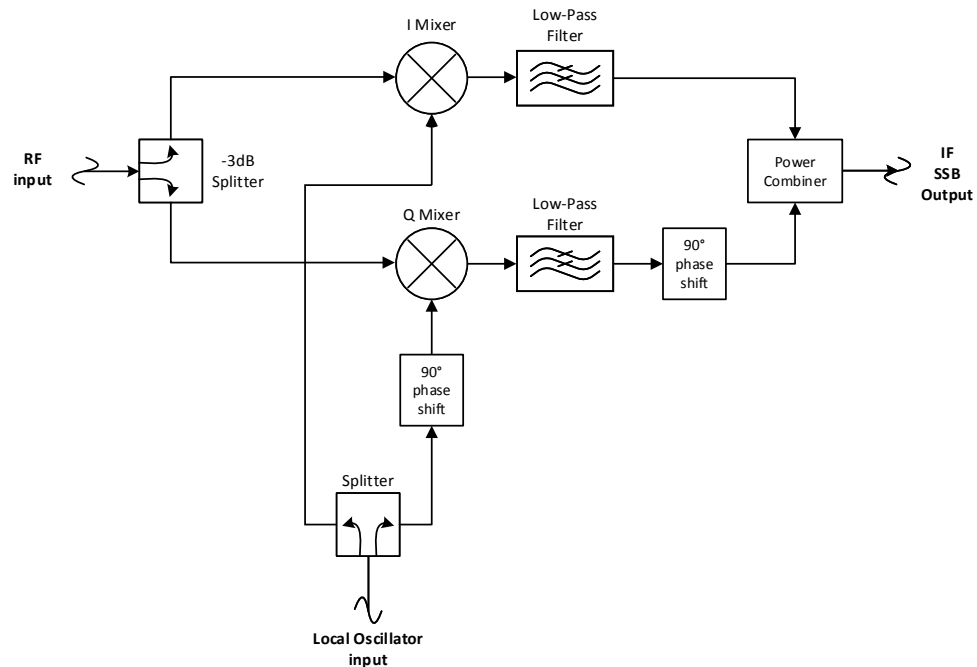 I Mixer
Low-Pass
Filter
RF
input
-3dB
Splitter
Power
Combiner
IF
SSB
Output
Q Mixer
Low-Pass
Filter
90°
phase
shift
90°
phase
shift
Splitter
Local Oscillator
input